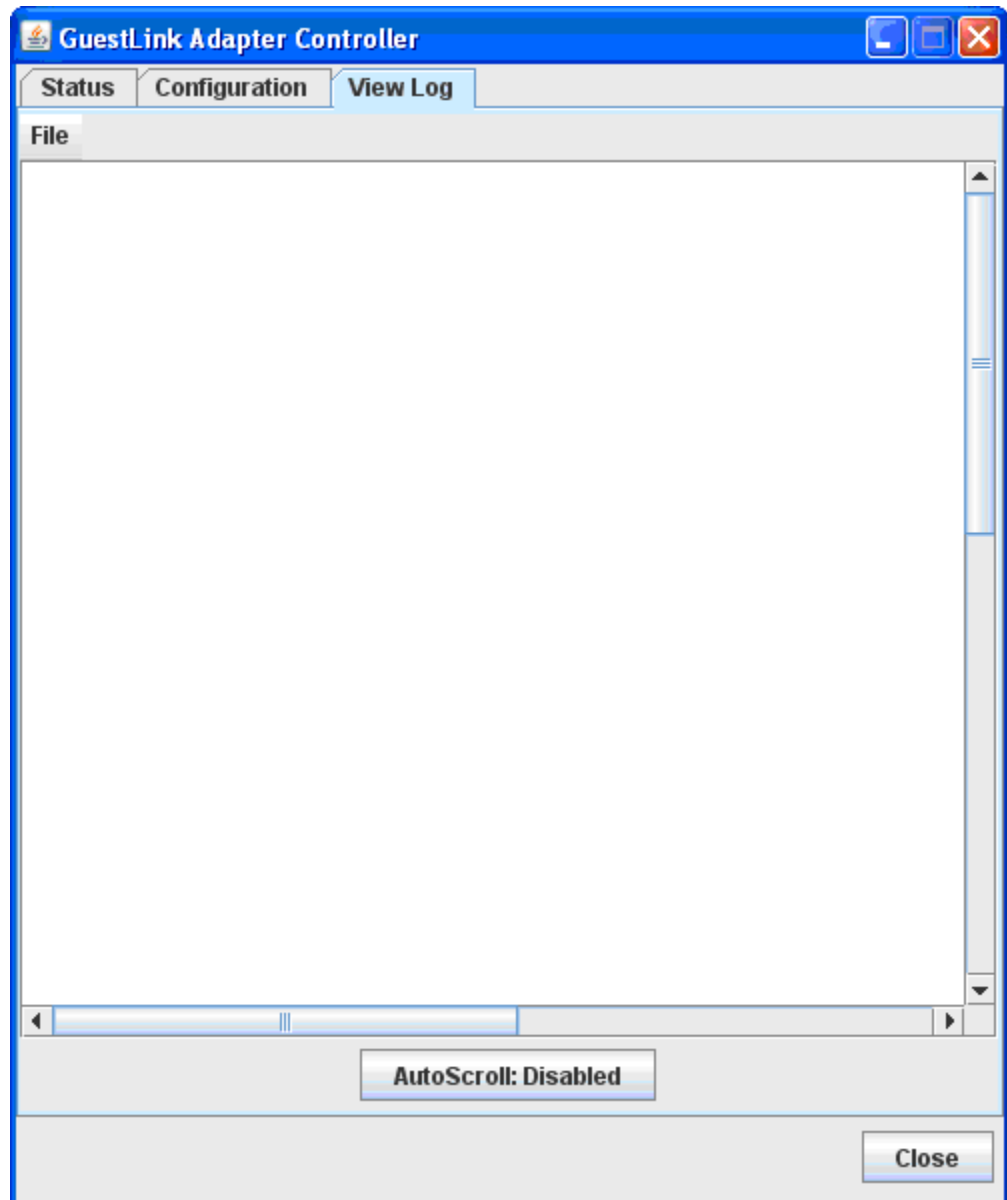 GuestLink Adapter Controller
Status Configuration View Log
File
AutoScroll: Disabled
Close